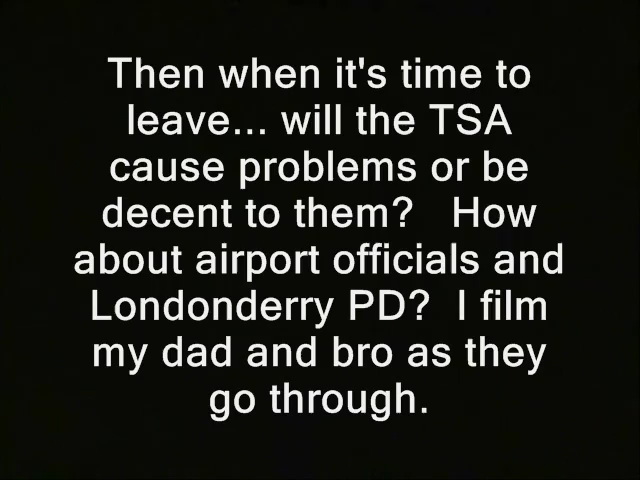 Then when it's time to
leave... will the TSA
cause problems or be
decent to them?   How
about airport officials and
Londonderry PD?  I film
my dad and bro as they
go through.